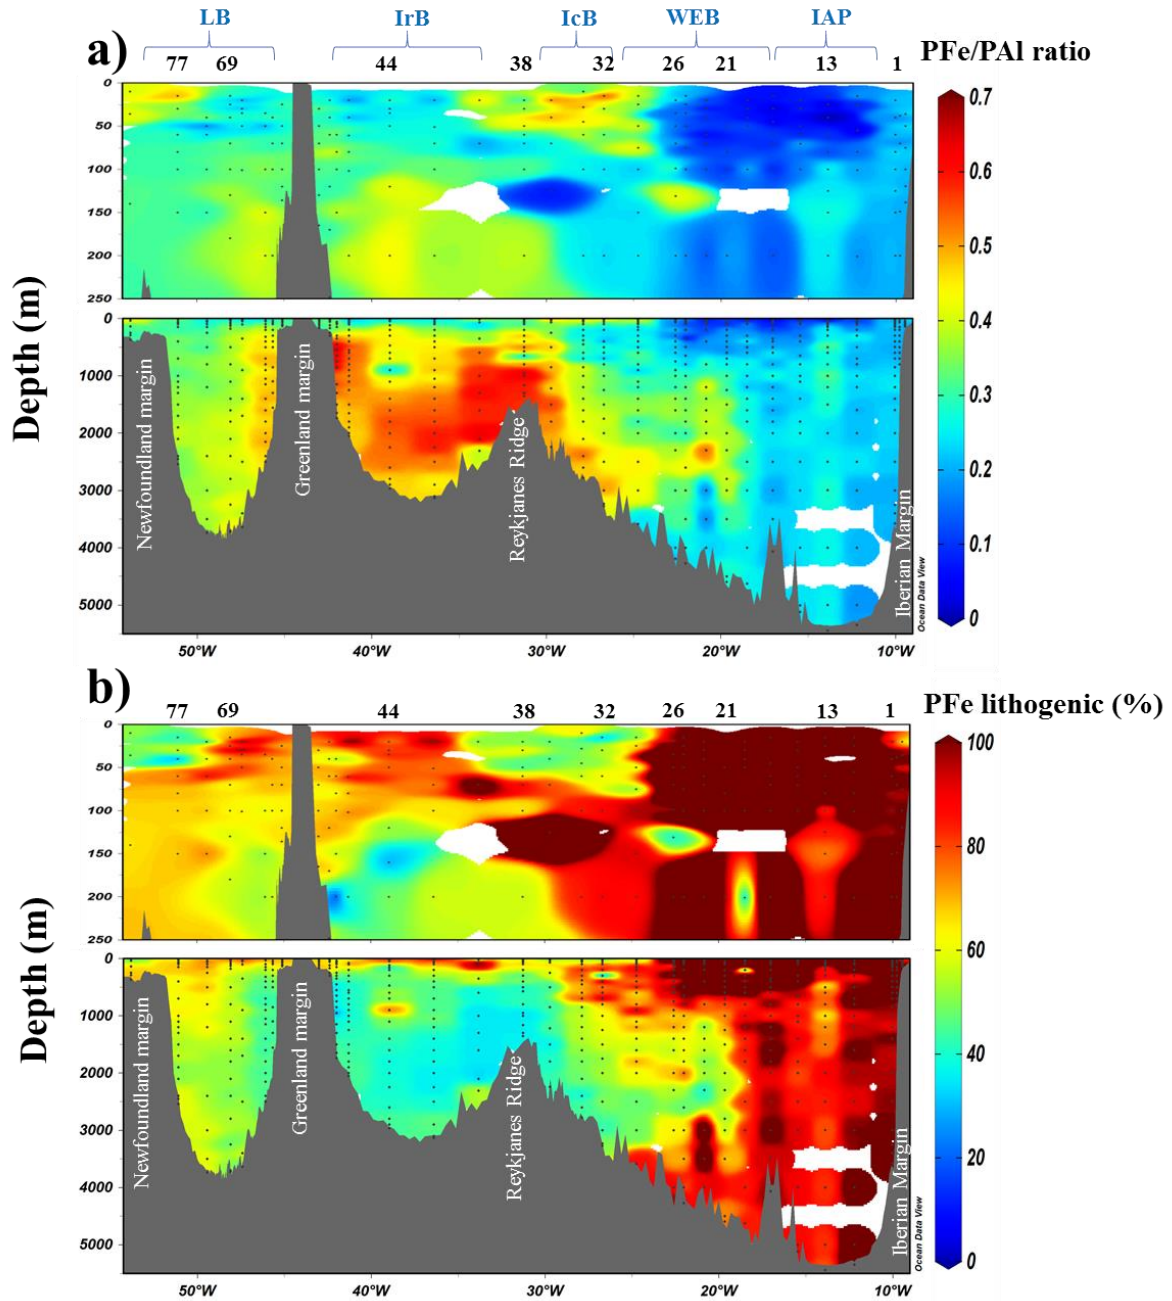 LB IrB IcB WEB IAP
a) 77 69 44 38 32 26 21 13 1 PFe/PAl ratio
0
50
100
150
200
250
0
1000
2000
3000
4000
5000
Depth (m)
Newfoundland margin
Greenland margin
Reykjanes Ridge
Iberian Margin
Ocean Data View
50°W 40°W 30°W 20°W 10°W
0.7
0.6
0.5
0.4
0.3
0.2
0.1
0
b) 77 69 44 38 32 26 21 13 1 PFe lithogenic (%)
0
50
100
150
200
250
0
1000
2000
3000
4000
5000
Depth (m)
Newfoundland margin
Greenland margin
Reykjanes Ridge
Iberian Margin
Ocean Data View
50°W 40°W 30°W 20°W 10°W
100
80
60
40
20
0